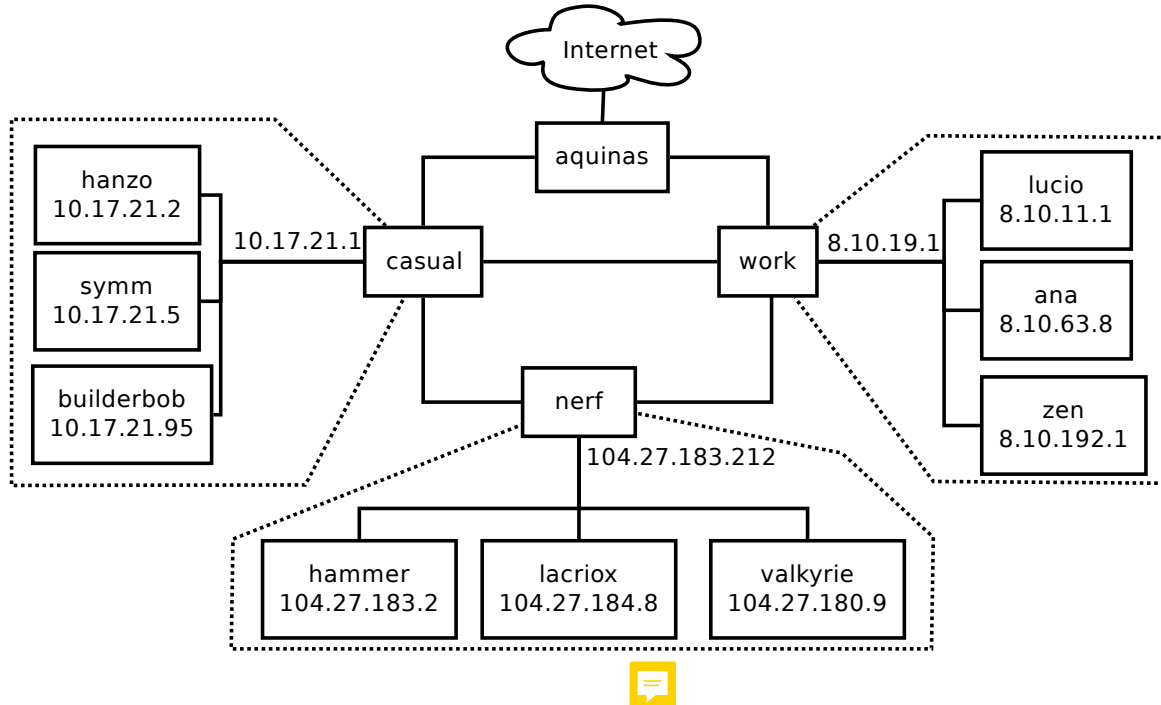 Internet
aquinas
hanzo
10.17.21.2
symm
10.17.21.5
builderbob
10.17.21.95
10.17.21.1
casual
work
8.10.19.1
lucio
8.10.11.1
ana
8.10.63.8
zen
8.10.192.1
nerf
104.27.183.212
hammer
104.27.183.2
lacriox
104.27.184.8
valkyrie
104.27.180.9